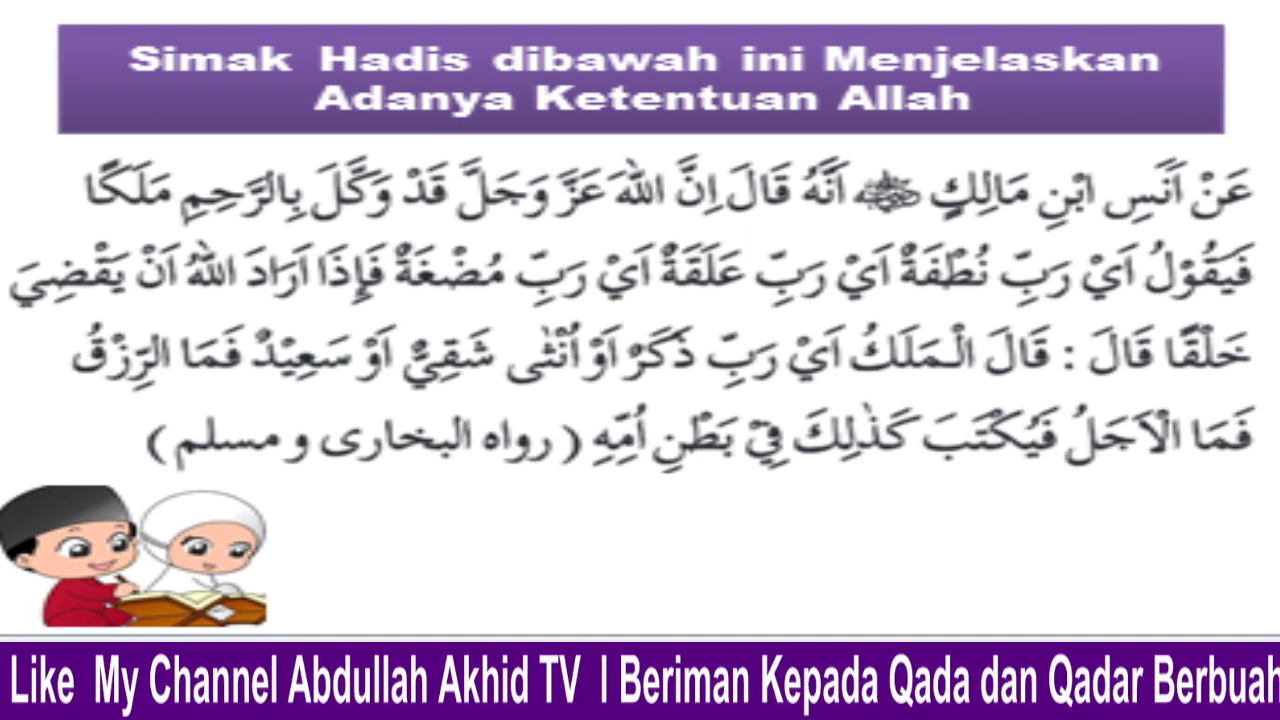 Simak Hadis dibawah ini Menjelaskan
Adanya Ketentuan Allah
عَنْ اَنَسِ ابْنِ مَالِكٍ ﷺ اَنَّهُ قَالَ اِنَّ اللهَ عَزَّ وَجَلَّ قَدْ وَكَّلَ بِالرَّحِمِ مَلَكًا
فَيَقُوْلُ اَيْ رَبِّ نُطْفَةٌ اَيْ رَبِّ عَلَقَةٌ اَيْ رَبِّ مُضْغَةٌ فَإِذَا اَرَادَ اللهُ اَنْ يَقْضِيَ
خَلْقًا قَالَ : قَالَ الْمَلَكُ اَيْ رَبِّ ذَكَرٌ اَوْ اُنْثٰى شَقِيٌّ اَوْ سَعِيْدٌ فَمَا الرِّزْقُ
فَمَا الْاَجَلُ فَيُكْتَبَ كَذٰلِكَ فِيْ بَطْنِ اُمِّهِ ( رواه البخارى و مسلم )
Like My Channel Abdullah Akhid TV I Beriman Kepada Qada dan Qadar Berbuah